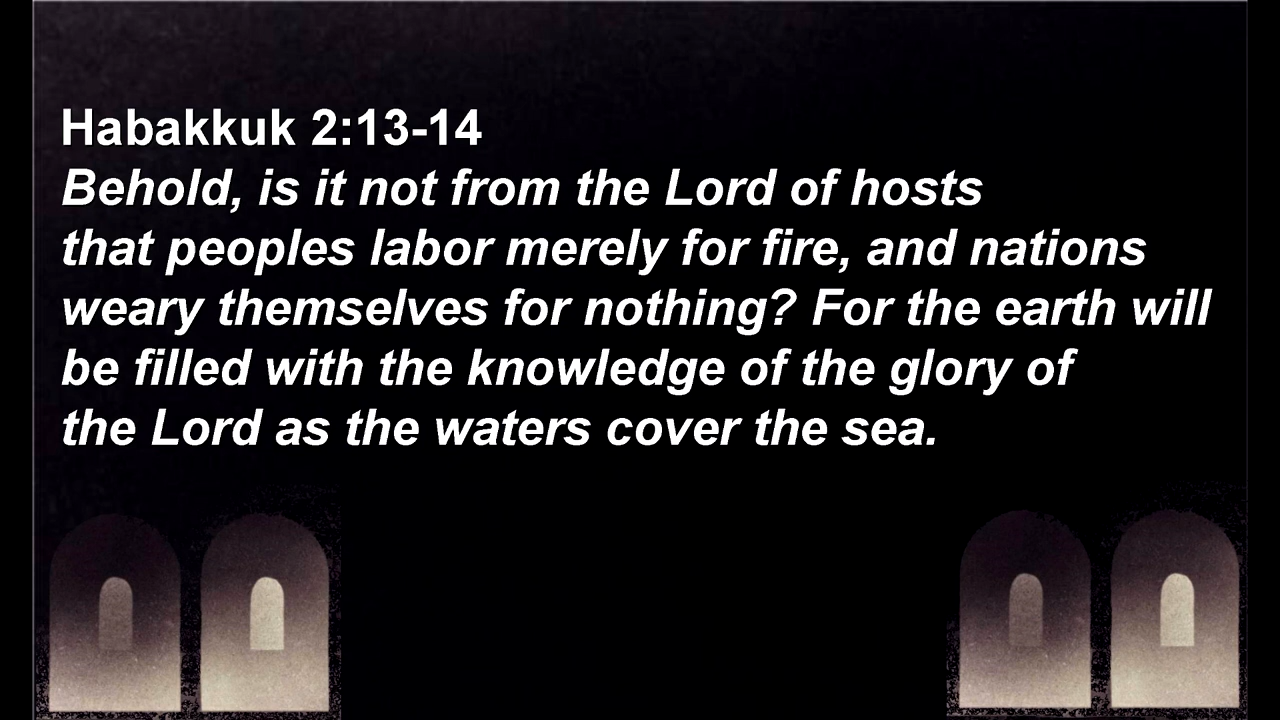 Habakkuk 2:13-14
Behold, is it not from the Lord of hosts
that peoples labor merely for fire, and nations
weary themselves for nothing? For the earth will
be filled with the knowledge of the glory of
the Lord as the waters cover the sea.